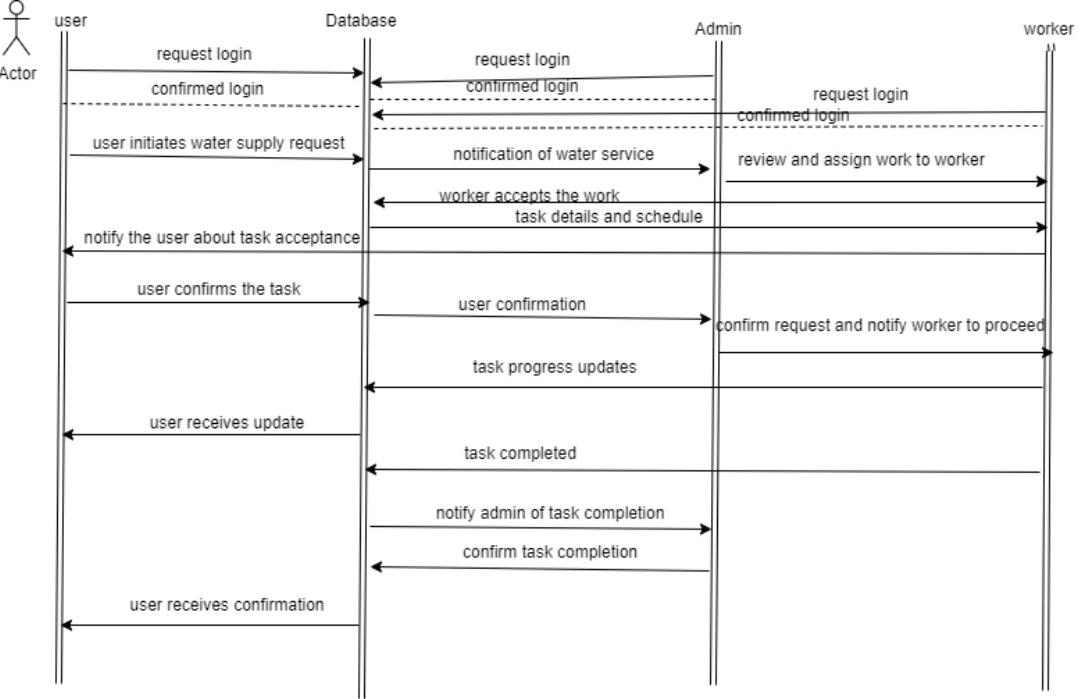 user
Database
Admin
worker
Actor
request login
request login
confirmed login
confirmed login
request login
confirmed login
user initiates water supply request
notification of water service
review and assign work to worker
worker accepts the work
task details and schedule
notify the user about task acceptance
user confirms the task
user confirmation
confirm request and notify worker to proceed
task progress updates
user receives update
task completed
notify admin of task completion
confirm task completion
user receives confirmation